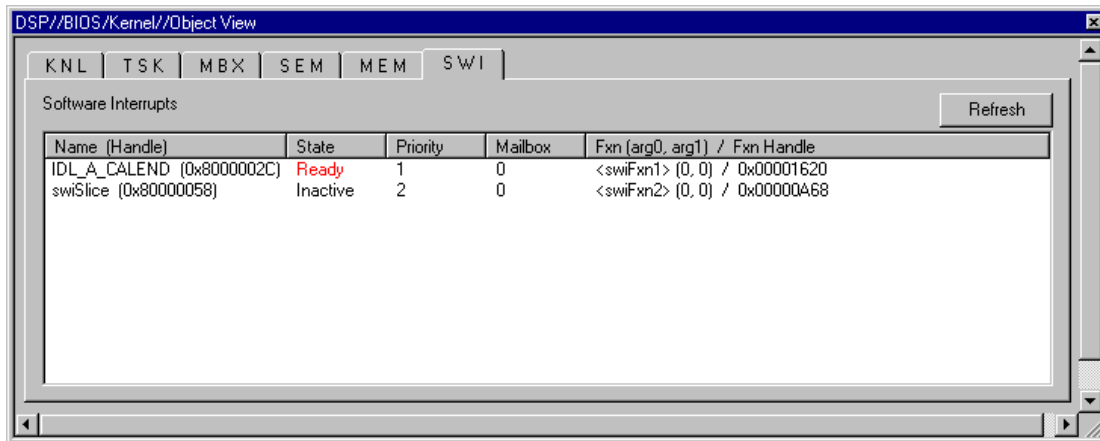 DSP//BIOS/Kernel//Object View
KNL TSK MBX SEM MEM SWI
Software Interrupts Refresh
Name (Handle) State Priority Mailbox Fxn (arg0, arg1) / Fxn Handle
IDL_A_CALEND (0x8000002C) Ready 1 0 <swiFxn1> (0, 0) / 0x00001620
swiSlice (0x80000058) Inactive 2 0 <swiFxn2> (0, 0) / 0x00000A68